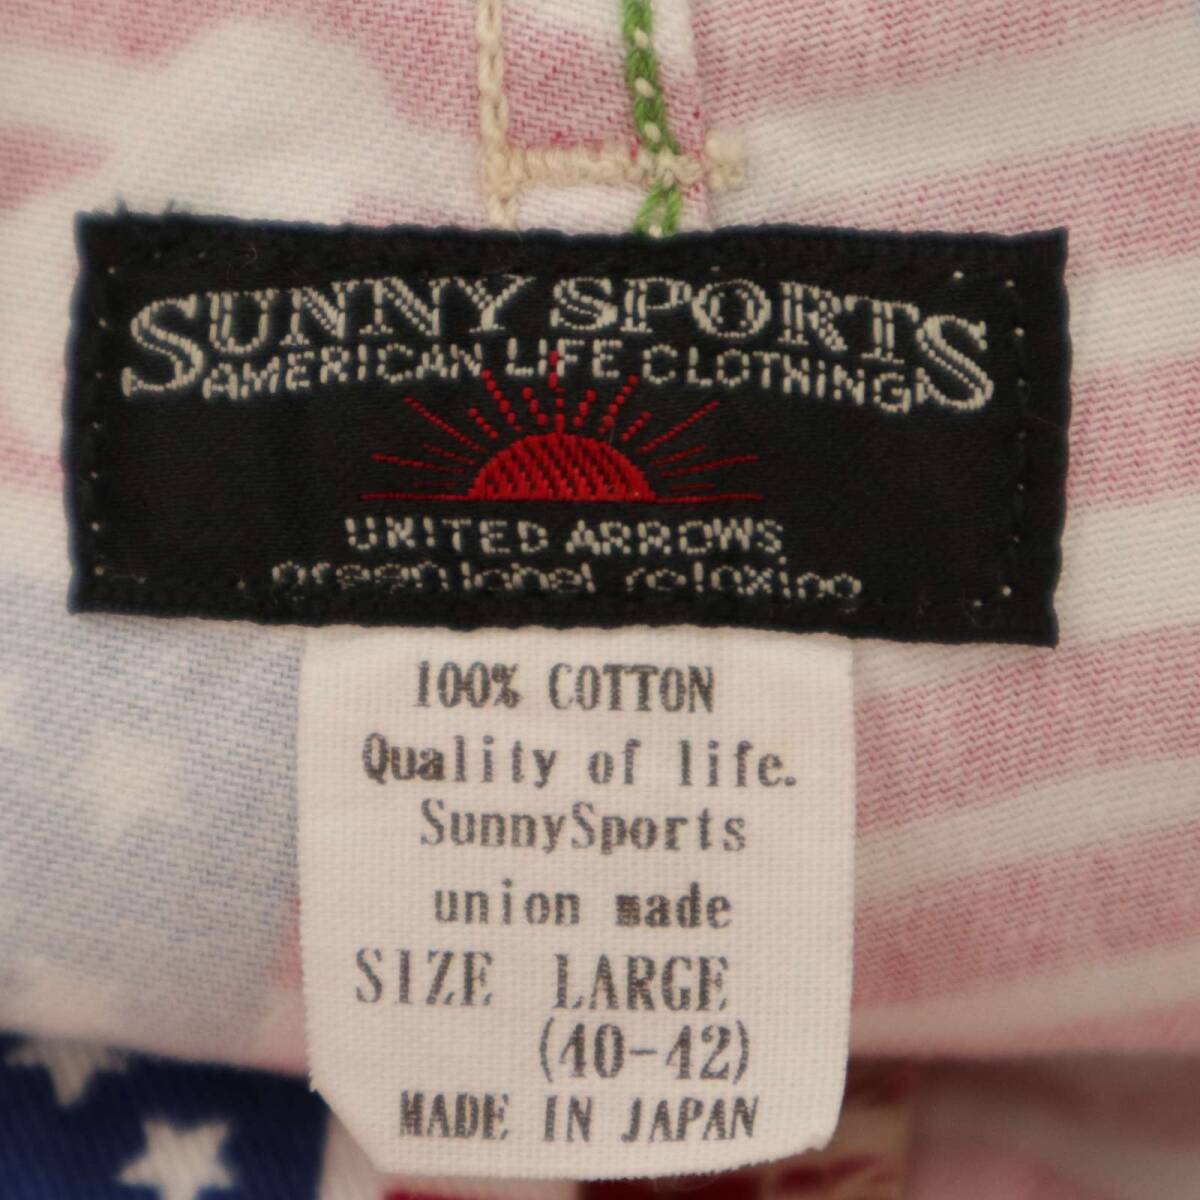 SUNNY SPORTS
AMERICAN LIFE CLOTHING
UNITED ARROWS
green label relaxing
100% COTTON
Quality of life.
SunnySports
union made
SIZE LARGE
(40-42)
MADE IN JAPAN